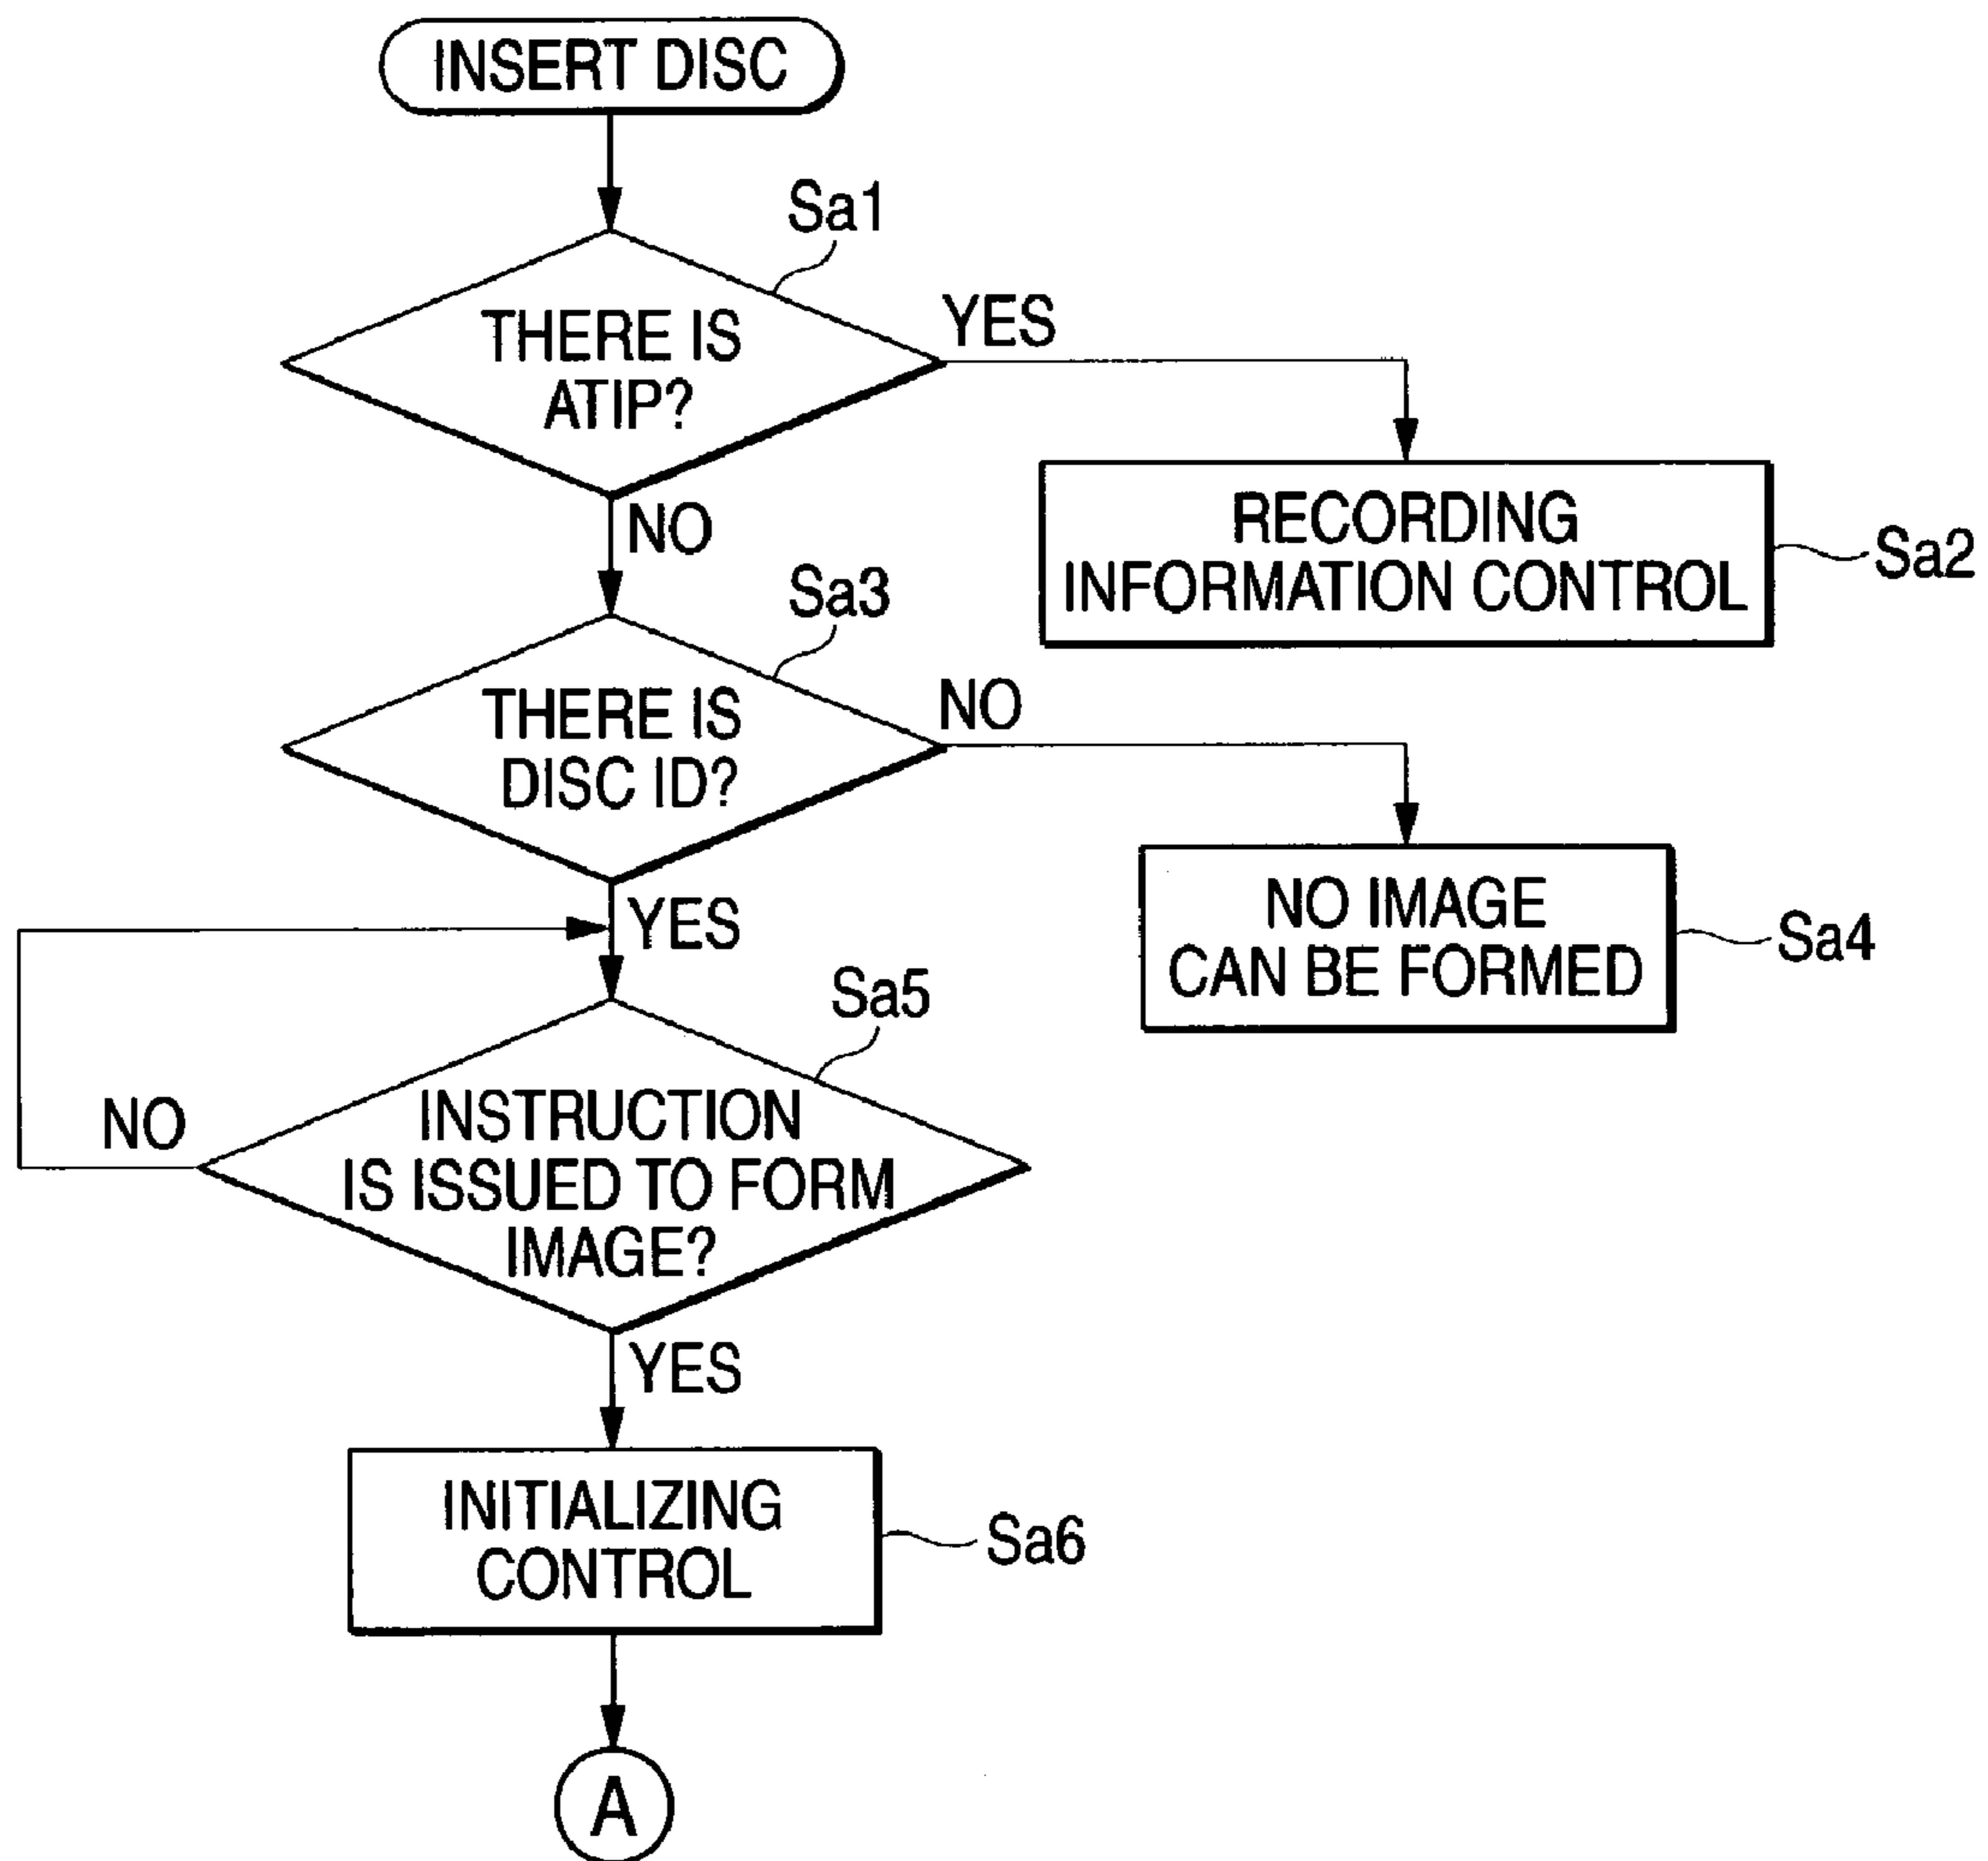 INSERT DISC
Sa1
THERE IS
ATIP?
YES
NO
RECORDING
INFORMATION CONTROL
Sa2
Sa3
THERE IS
DISC ID?
NO
YES
NO IMAGE
CAN BE FORMED
Sa4
Sa5
INSTRUCTION
IS ISSUED TO FORM
IMAGE?
NO
YES
INITIALIZING
CONTROL
Sa6
A